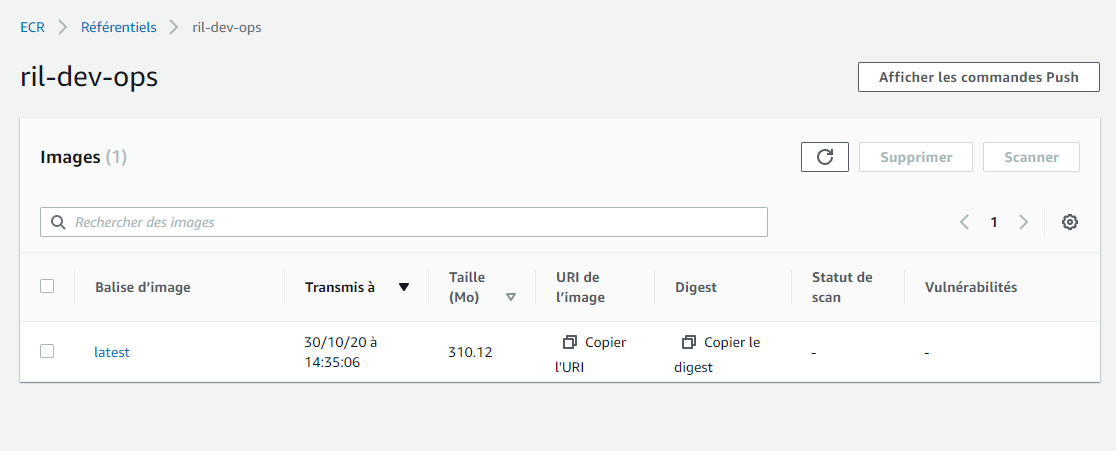 ECR > Référentiels > ril-dev-ops
ril-dev-ops
Afficher les commandes Push
Images (1)
Supprimer
Scanner
Rechercher des images
1
Balise d’image
Transmis à
Taille
(Mo)
URI de
l’image
Digest
Statut de
scan
Vulnérabilités
latest
30/10/20 à
14:35:06
310.12
Copier
l'URI
Copier le
digest
-
-